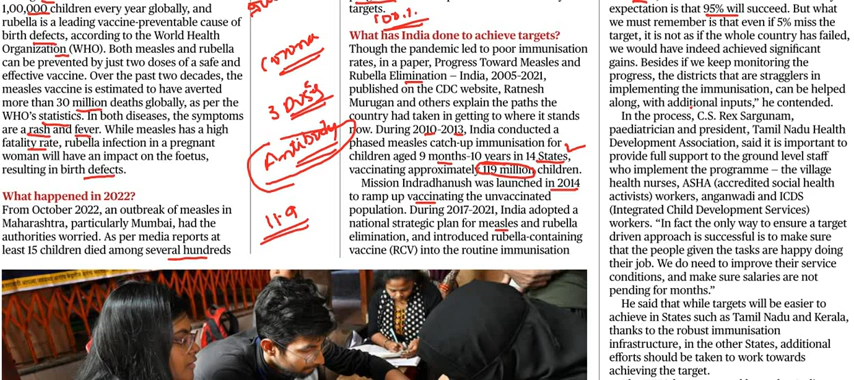 1,00,000 children every year globally, and
rubella is a leading vaccine-preventable cause of
birth defects, according to the World Health
Organization (WHO). Both measles and rubella
can be prevented by just two doses of a safe and
effective vaccine. Over the past two decades, the
measles vaccine is estimated to have averted
more than 30 million deaths globally, as per the
WHO's statistics. In both diseases, the symptoms
are a rash and fever. While measles has a high
fatality rate, rubella infection in a pregnant
woman will have an impact on the foetus,
resulting in birth defects.
What happened in 2022?
From October 2022, an outbreak of measles in
Maharashtra, particularly Mumbai, had the
authorities worried. As per media reports at
least 15 children died among several hundreds
Corona
Antibody
11.9
targets.
100%
What has India done to achieve targets?
Though the pandemic led to poor immunisation
rates, in a paper, Progress Toward Measles and
Rubella Elimination – India, 2005-2021,
published on the CDC website, Ratnesh
Murugan and others explain the paths the
country had taken in getting to where it stands
now. During 2010-2013, India conducted a
phased measles catch-up immunisation for
children aged 9 months-10 years in 14 States,
vaccinating approximately 119 million children.
Mission Indradhanush was launched in 2014
to ramp up vaccinating the unvaccinated
population. During 2017-2021, India adopted a
national strategic plan for measles and rubella
elimination, and introduced rubella-containing
vaccine (RCV) into the routine immunisation
expectation is that 95% will succeed. But what
we must remember is that even if 5% miss the
target, it is not as if the whole country has failed,
we would have indeed achieved significant
gains. Besides if we keep monitoring the
progress, the districts that are stragglers in
implementing the immunisation, can be helped
along, with additional inputs," he contended.
In the process, C.S. Rex Sargunam,
paediatrician and president, Tamil Nadu Health
Development Association, said it is important to
provide full support to the ground level staff
who implement the programme – the village
health nurses, ASHA (accredited social health
activists) workers, anganwadi and ICDS
(Integrated Child Development Services)
workers. "In fact the only way to ensure a target
driven approach is successful is to make sure
that the people given the tasks are happy doing
their job. We do need to improve their service
conditions, and make sure salaries are not
pending for months."
He said that while targets will be easier to
achieve in States such as Tamil Nadu and Kerala,
thanks to the robust immunisation
infrastructure, in the other States, additional
efforts should be taken to work towards
achieving the target.